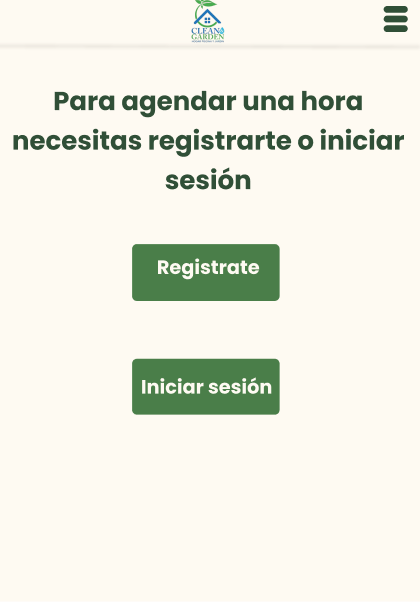 CLEAN
GARDEN
Para agendar una hora
necesitas registrarte o iniciar
sesión
Registrate
Iniciar sesión